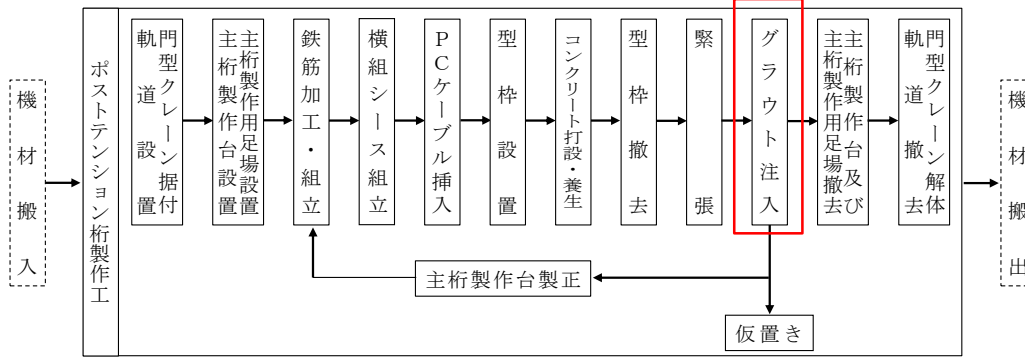 機材搬入
ポストテンション桁製作工
門型クレーン据付
軌道設置
主桁製作用足場設置
主桁製作台設置
鉄筋加工・組立
横組シース組立
PCケーブル挿入
型枠設置
コンクリート打設・養生
型枠撤去
緊張
グラウト注入
主桁製作台及び
主桁製作用足場撤去
門型クレーン解体
軌道撤去
機材搬出
主桁製作台製正
仮置き